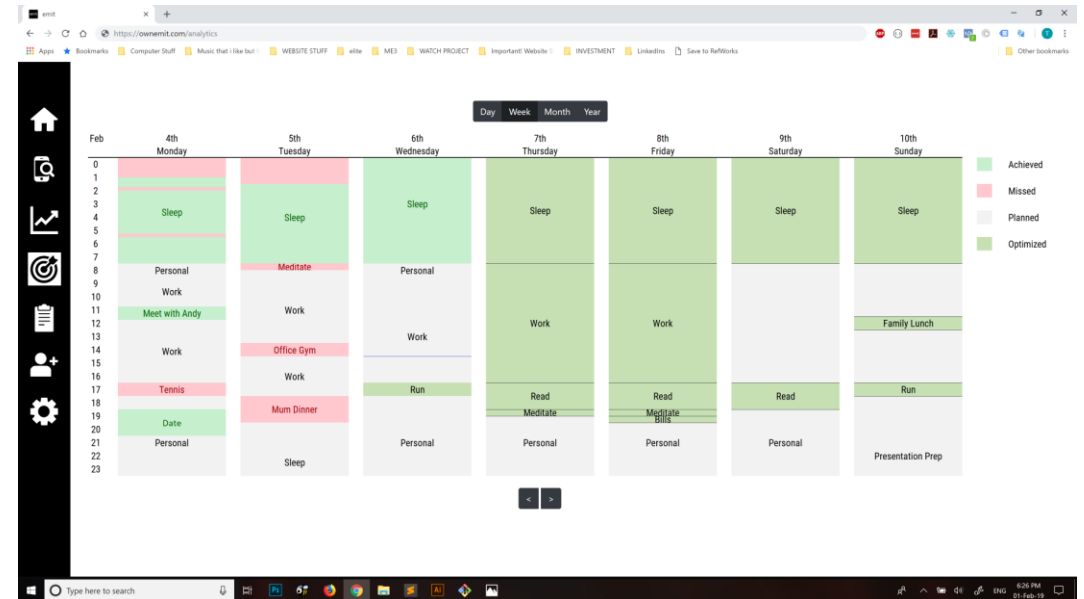 emit
https://ownemit.com/analytics
Apps Bookmarks Computer Stuff Music that i like but WEBSITE STUFF elite ME3 WATCH PROJECT Important! Website INVESTMENT LinkedIns Save to RefWorks Other bookmarks
Day Week Month Year
Feb 4th 5th 6th 7th 8th 9th 10th
Monday Tuesday Wednesday Thursday Friday Saturday Sunday
0
1
2
3
4
5
6
7
8
9
10
11
12
13
14
15
16
17
18
19
20
21
22
23
Sleep
Personal
Work
Meet with Andy
Work
Tennis
Date
Personal
Sleep
Meditate
Work
Office Gym
Work
Mum Dinner
Sleep
Sleep
Personal
Work
Run
Personal
Sleep
Work
Read
Meditate
Personal
Sleep
Work
Read
Meditate
Bills
Personal
Sleep
Read
Personal
Sleep
Family Lunch
Run
Presentation Prep
Achieved
Missed
Planned
Optimized
< >
Type here to search
ENG
6:26 PM
01-Feb-19